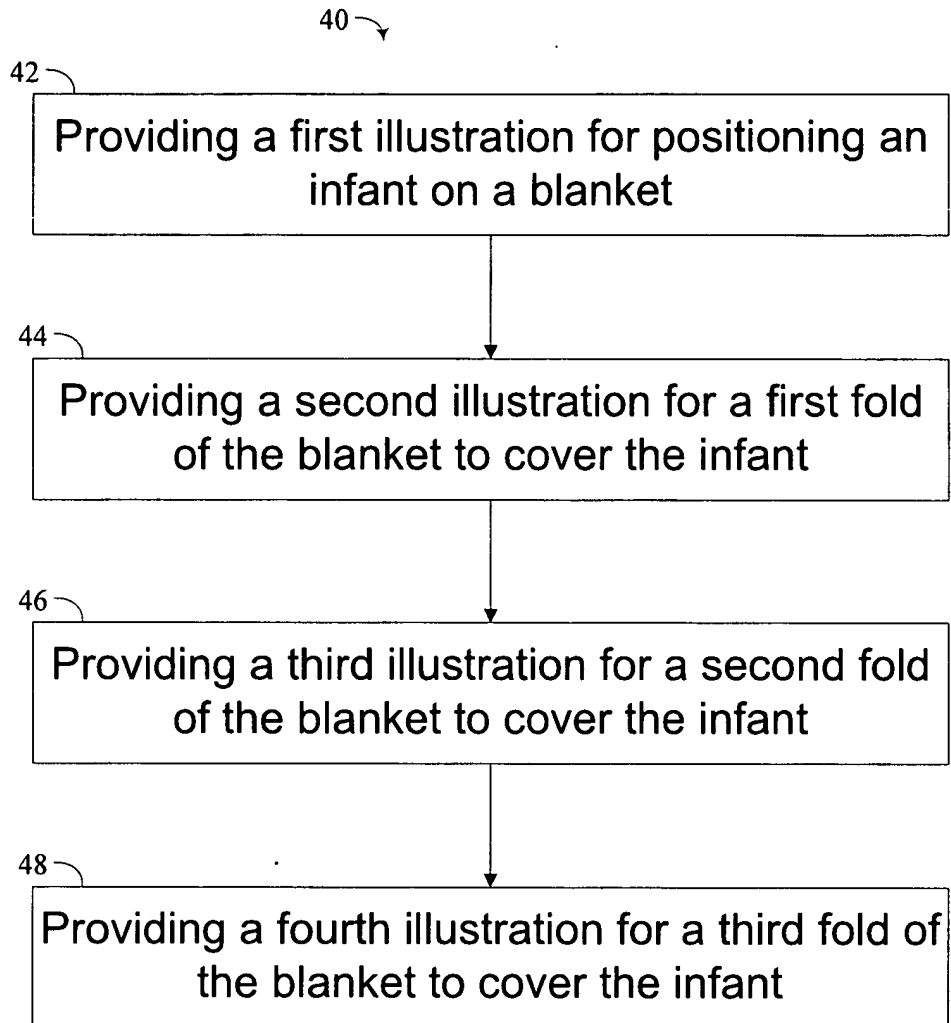 40
42
Providing a first illustration for positioning an
infant on a blanket
44
Providing a second illustration for a first fold
of the blanket to cover the infant
46
Providing a third illustration for a second fold
of the blanket to cover the infant
48
Providing a fourth illustration for a third fold of
the blanket to cover the infant